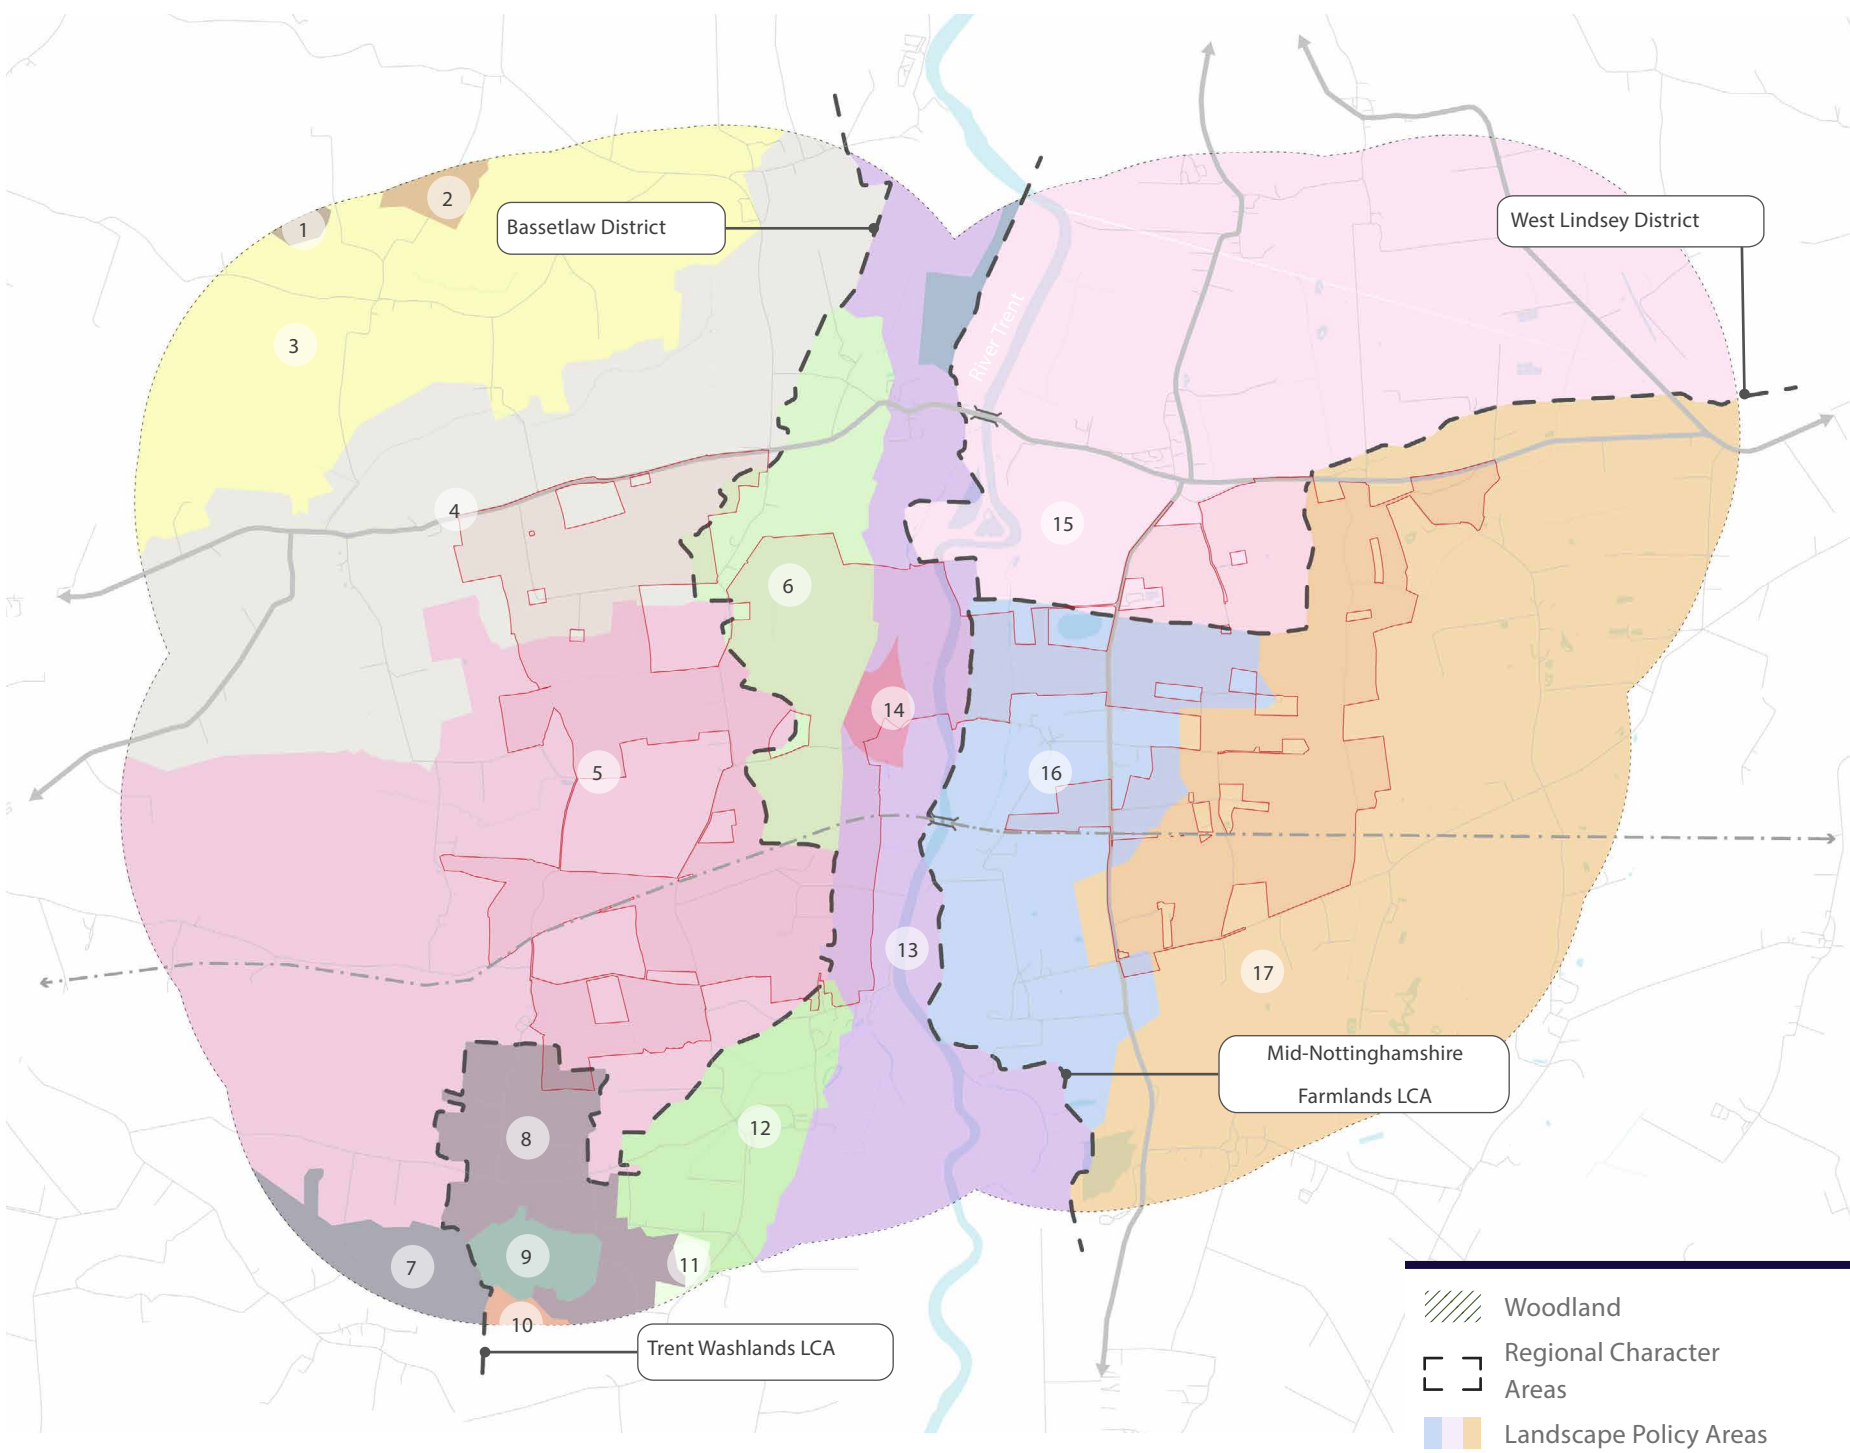 2
1
Bassetlaw District
West Lindsey District
3
River Trent
4
15
6
14
5
16
13
17
Mid-Nottinghamshire
Farmlands LCA
12
8
9
11
7
10
Trent Washlands LCA
Woodland
Regional Character
Areas
Landscape Policy Areas